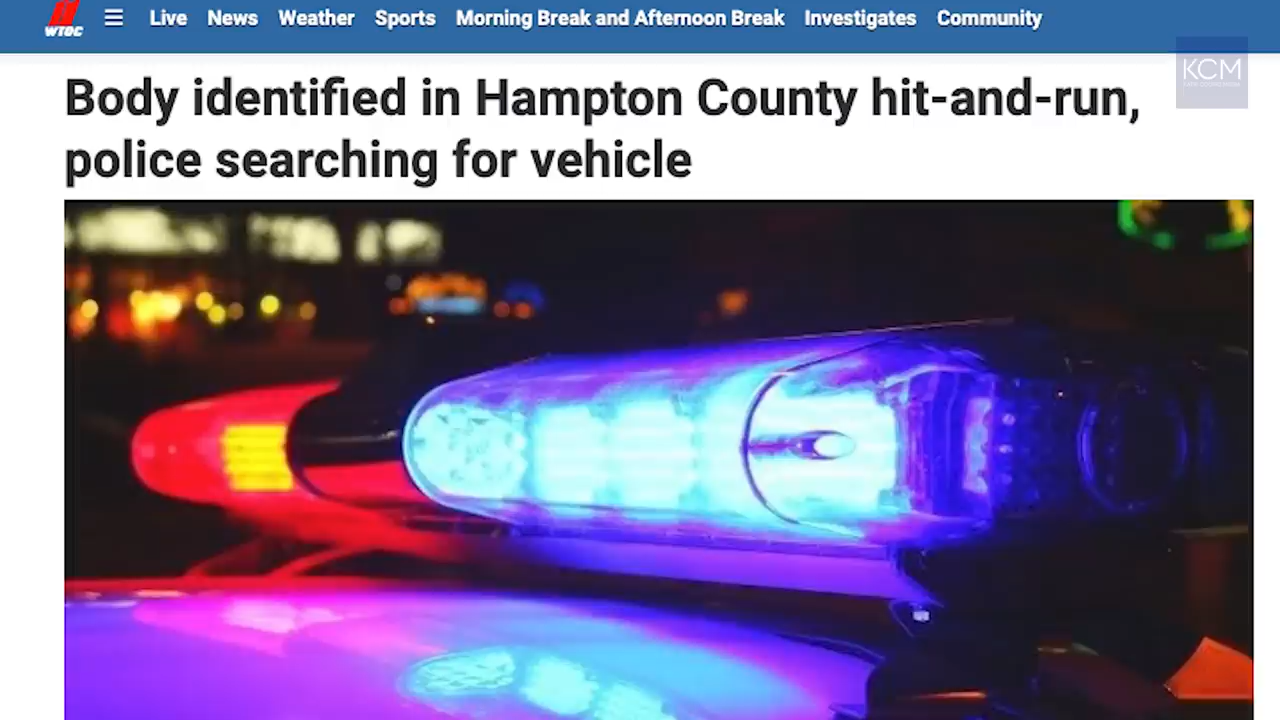 WTOC
Live News Weather Sports Morning Break and Afternoon Break Investigates Community
KCM
Body identified in Hampton County hit-and-run,
police searching for vehicle